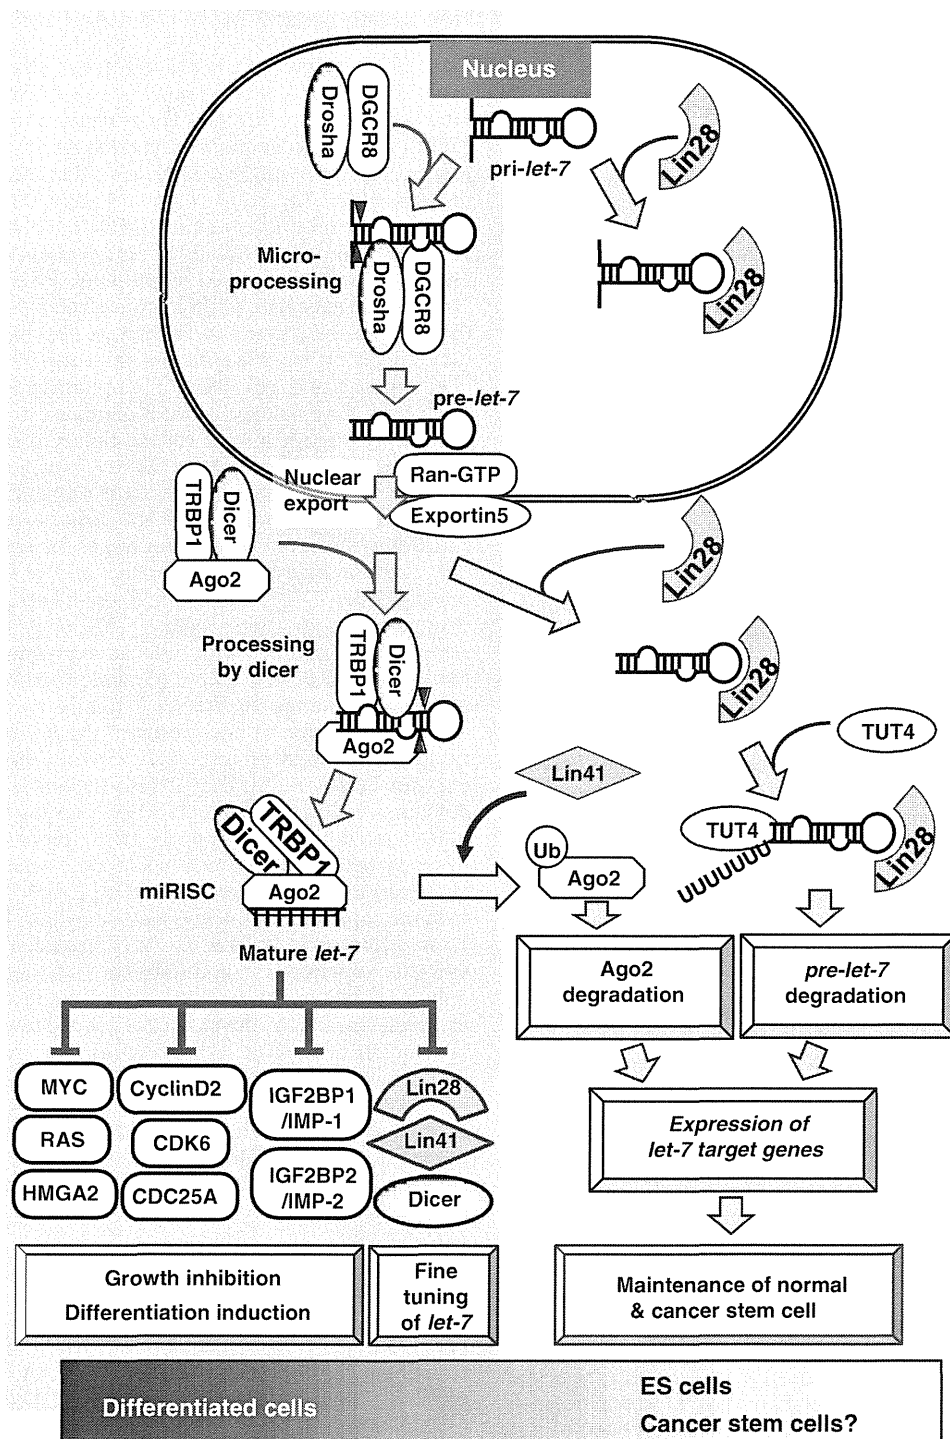 Nucleus
Drosha
DGCR8
pri-let-7
Lin28
Micro-
processing
Drosha
DGCR8
Lin28
pre-let-7
Nuclear
export
Ran-GTP
Exportin5
TRBP1
Dicer
Ago2
Lin28
Processing
by dicer
TRBP1
Dicer
Ago2
Lin28
TUT4
Lin41
Dicer
TRBP1
Ago2
miRISC
Mature let-7
Ub
Ago2
TUT4
UUUUUUU
Lin28
Ago2
degradation
pre-let-7
degradation
MYC
RAS
HMGA2
CyclinD2
CDK6
CDC25A
IGF2BP1
/IMP-1
IGF2BP2
/IMP-2
Lin28
Lin41
Dicer
Expression of
let-7 target genes
Growth inhibition
Differentiation induction
Fine
tuning
of let-7
Maintenance of normal
& cancer stem cell
Differentiated cells
ES cells
Cancer stem cells?